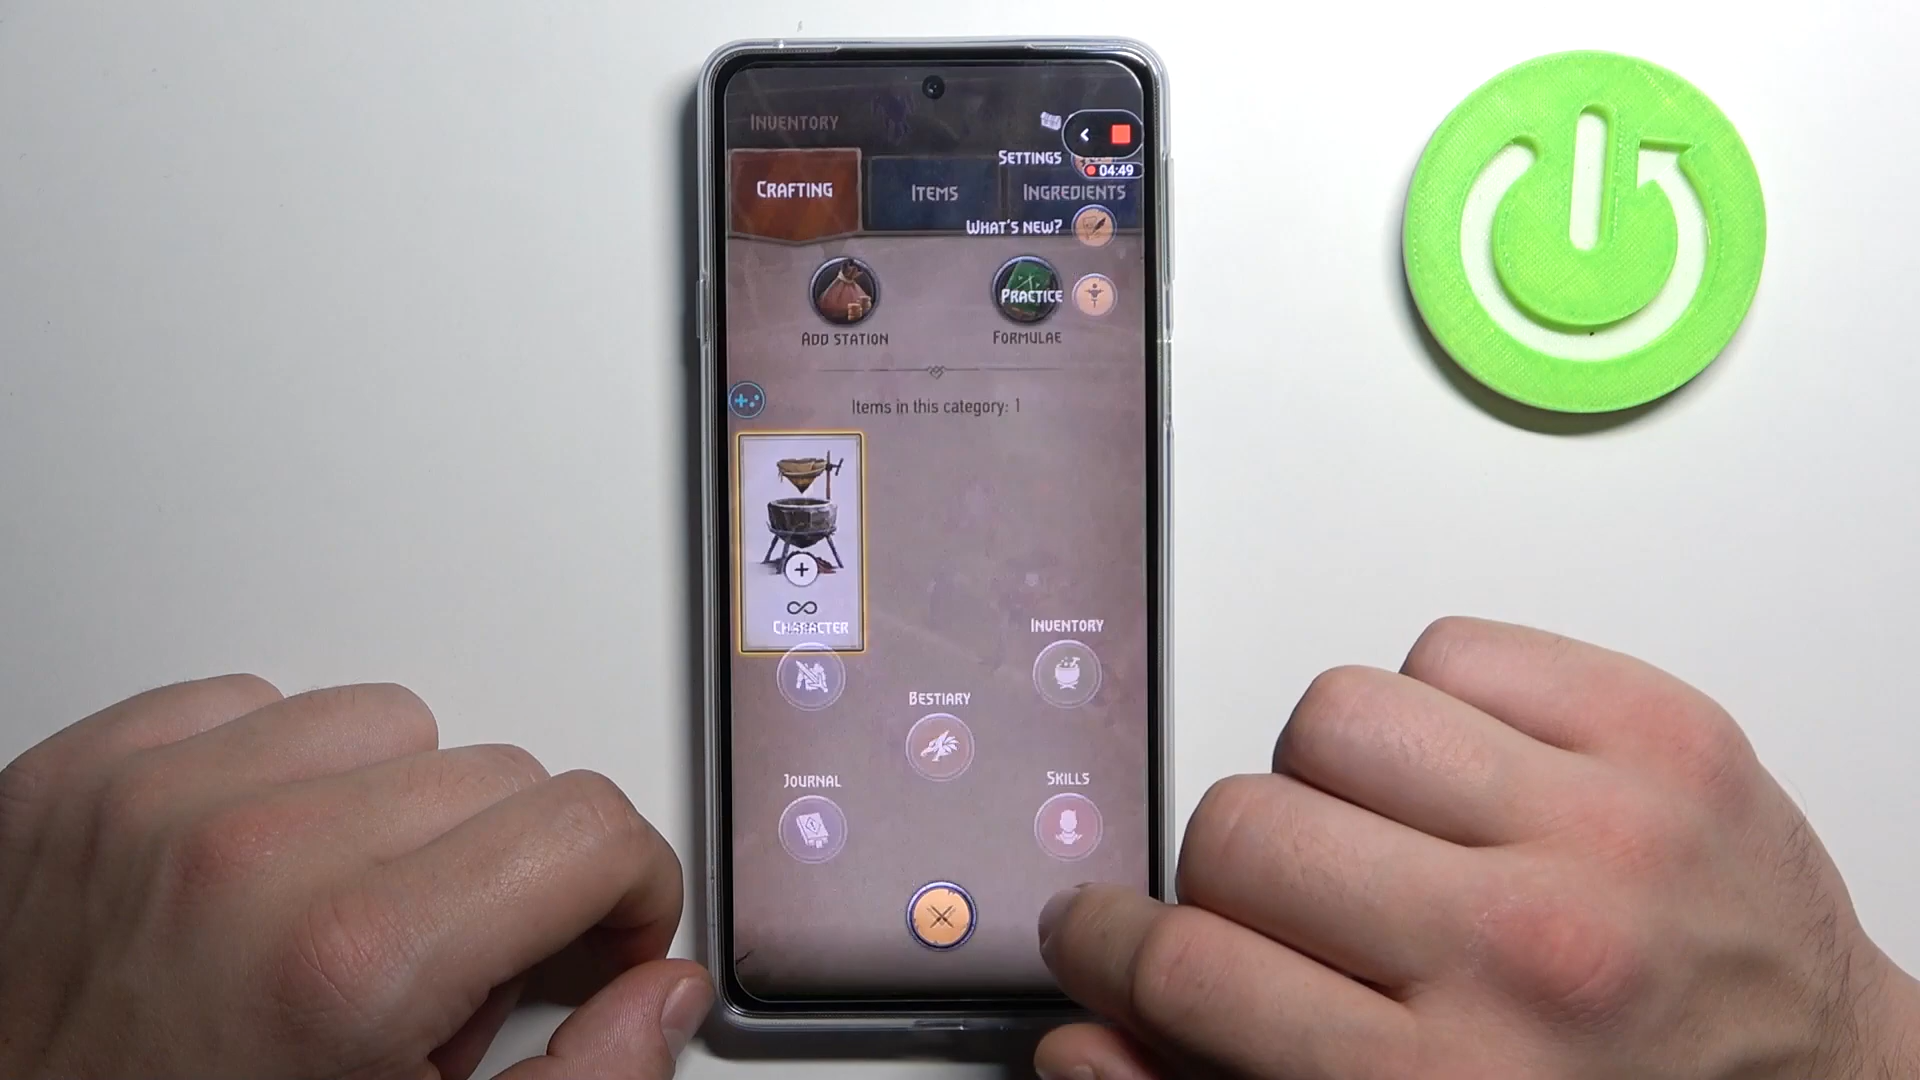 INVENTORY
SETTINGS
04:49
CRAFTING
ITEMS
INGREDIENTS
WHAT'S NEW?
PRACTICE
ADD STATION
FORMULAE
Items in this category: 1
CHARACTER
INVENTORY
BESTIARY
JOURNAL
SKILLS